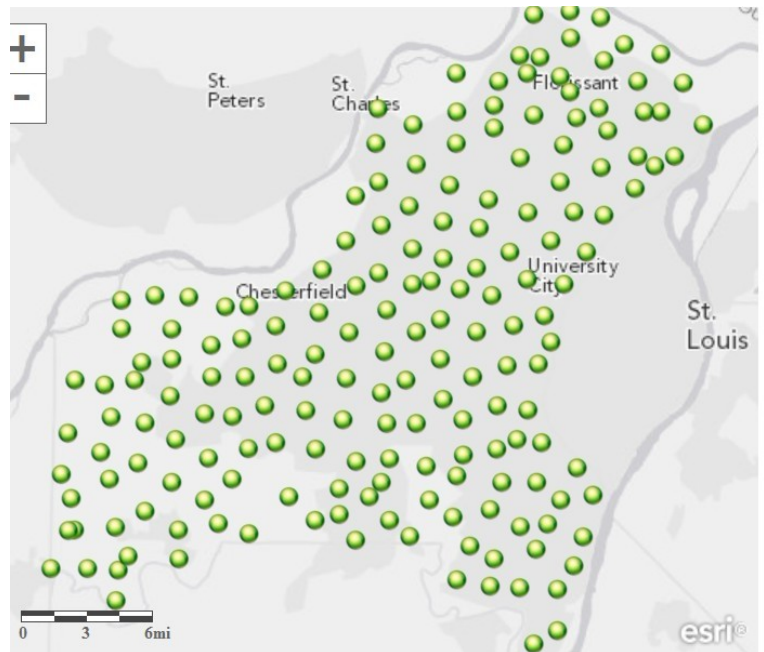 +
-
St.
Peters
St.
Charles
Florissant
Chesterfield
University
City
St.
Louis
0 3 6mi
esri®